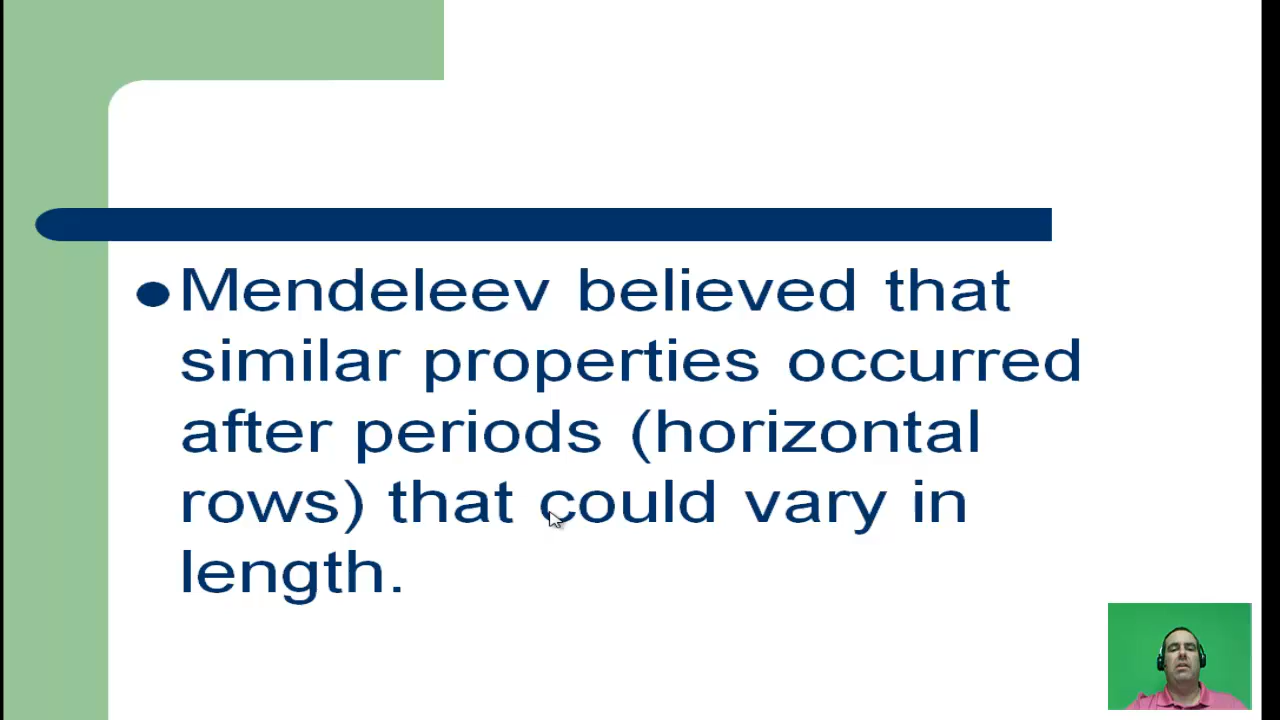 Mendeleev believed that
similar properties occurred
after periods (horizontal
rows) that could vary in
length.